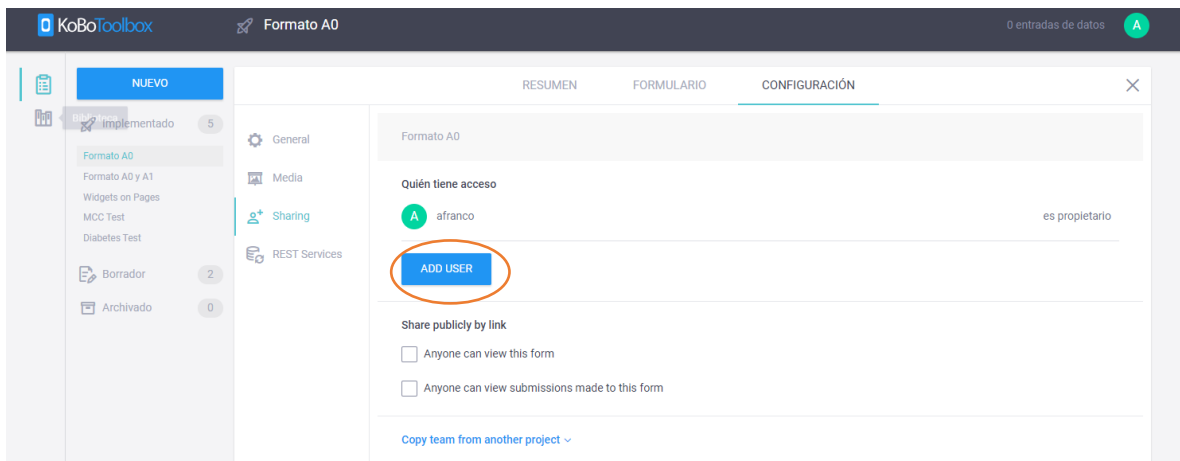 KoBoToolbox
Formato A0
0 entradas de datos
A
NUEVO
RESUMEN
FORMULARIO
CONFIGURACIÓN
Biblioteca
Implementado
5
Formato A0
Formato A0 y A1
Widgets on Pages
MCC Test
Diabetes Test
Borrador
2
Archivado
0
General
Media
Sharing
REST Services
Formato A0
Quién tiene acceso
A
afranco
es propietario
ADD USER
Share publicly by link
Anyone can view this form
Anyone can view submissions made to this form
Copy team from another project